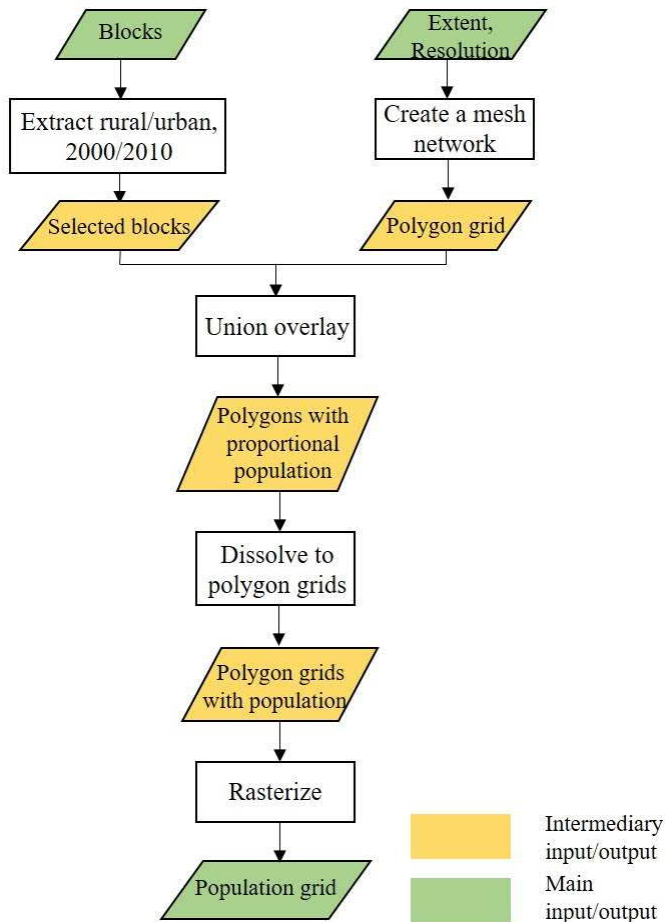 Blocks
Extent,
Resolution
Extract rural/urban,
2000/2010
Create a mesh
network
Selected blocks
Polygon grid
Union overlay
Polygons with
proportional
population
Dissolve to
polygon grids
Polygon grids
with population
Rasterize
Population grid
Intermediary
input/output
Main
input/output